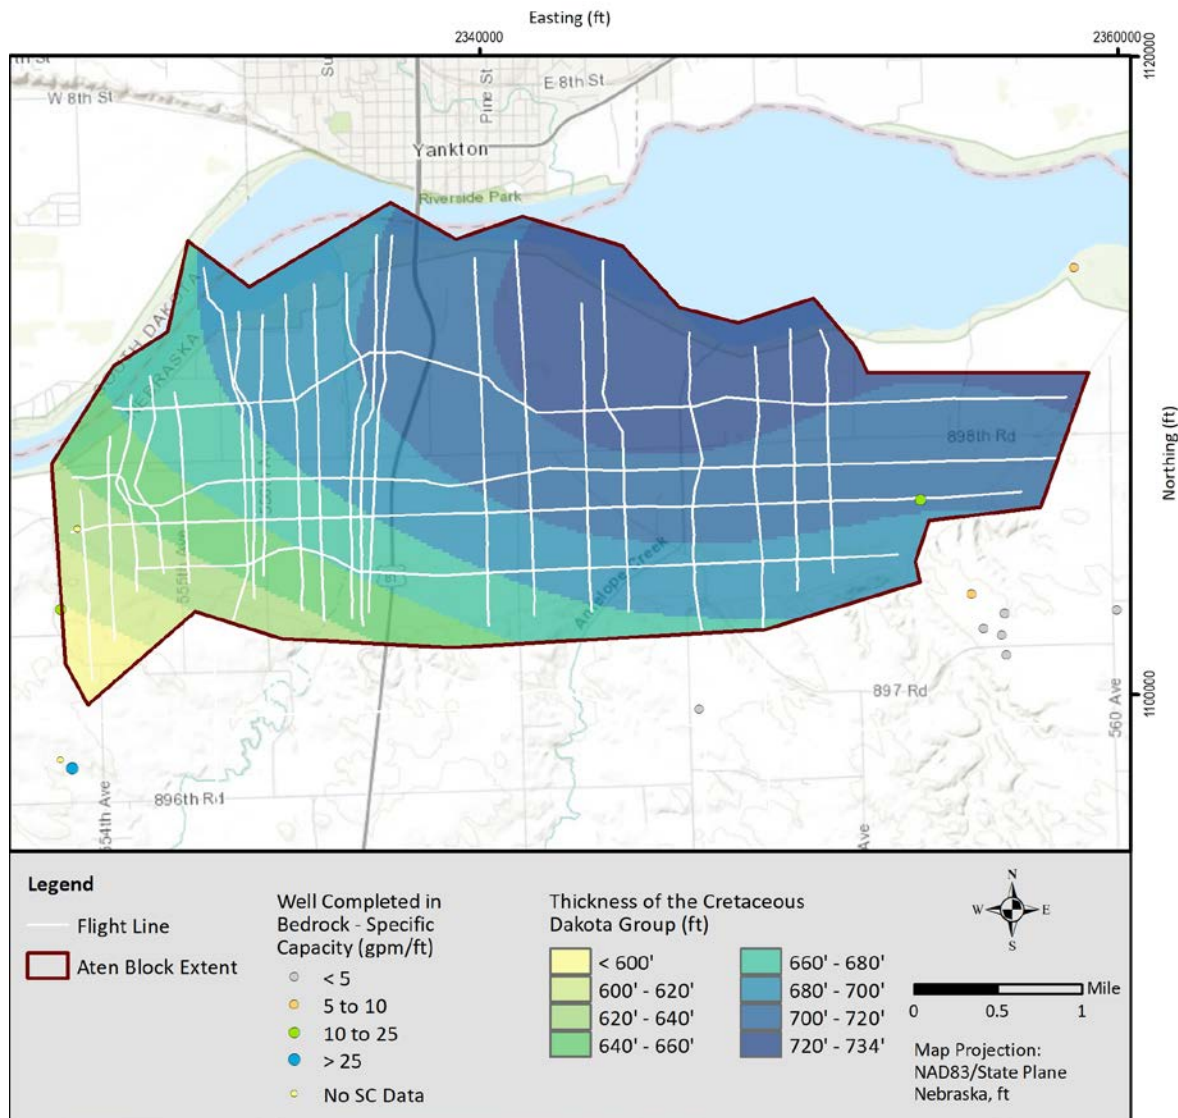 Easting (ft)
2340000
2360000
1120000
W 8th St
E 8th St
Pine St
Yankton
Riverside Park
SOUTH DAKOTA
NEBRASKA
Northing (ft)
898th Rd
555th Ave
Antelope Creek
897 Rd
1100000
560 Ave
554th Ave
896th Rd
Ave
Legend
Flight Line
Aten Block Extent
Well Completed in
Bedrock - Specific
Capacity (gpm/ft)
< 5
5 to 10
10 to 25
> 25
No SC Data
Thickness of the Cretaceous
Dakota Group (ft)
< 600'
600' - 620'
620' - 640'
640' - 660'
660' - 680'
680' - 700'
700' - 720'
720' - 734'
N
W
E
S
Mile
0
0.5
1
Map Projection:
NAD83/State Plane
Nebraska, ft